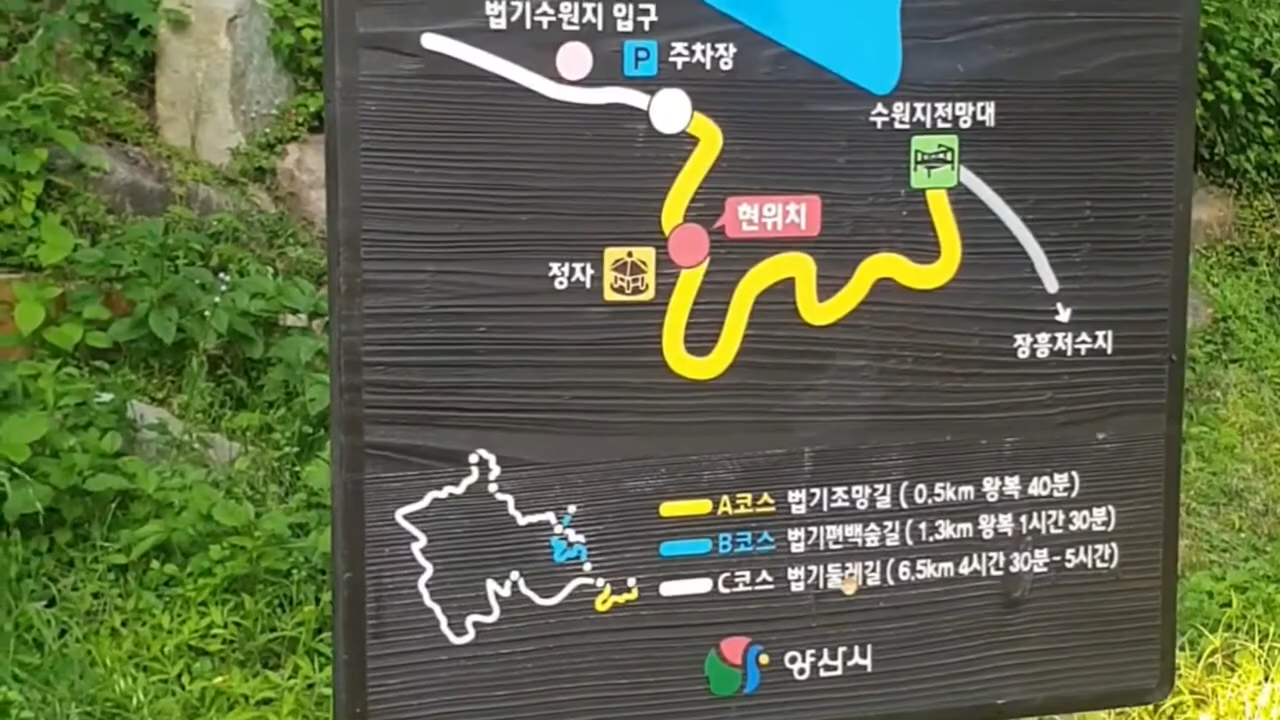 법기수원지 입구
P 주차장
수원지전망대
현위치
정자
장흥저수지
A코스 법기조망길 ( 0.5km 왕복 40분)
B코스 법기편백숲길 ( 1.3km 왕복 1시간 30분)
C코스 법기둘레길 ( 6.5km 4시간 30분-5시간)
양산시